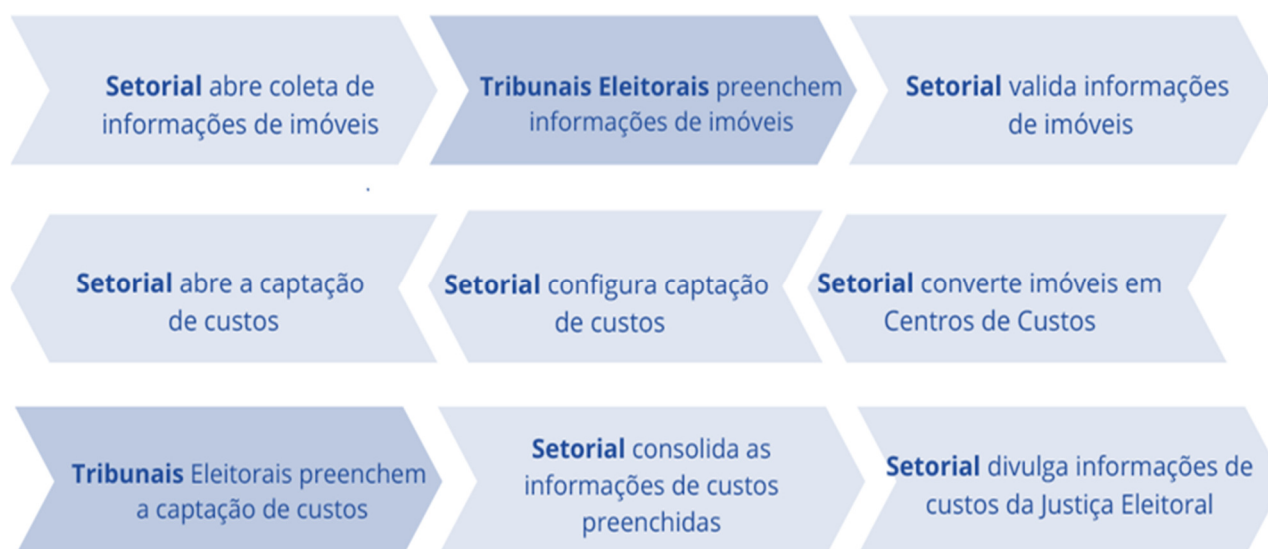 Setorial abre coleta de
informações de imóveis
Tribunais Eleitorais preenchem
informações de imóveis
Setorial valida informações
de imóveis
Setorial abre a captação
de custos
Setorial configura captação
de custos
Setorial converte imóveis em
Centros de Custos
Tribunais Eleitorais preenchem
a captação de custos
Setorial consolida as
informações de custos
preenchidas
Setorial divulga informações de
custos da Justiça Eleitoral